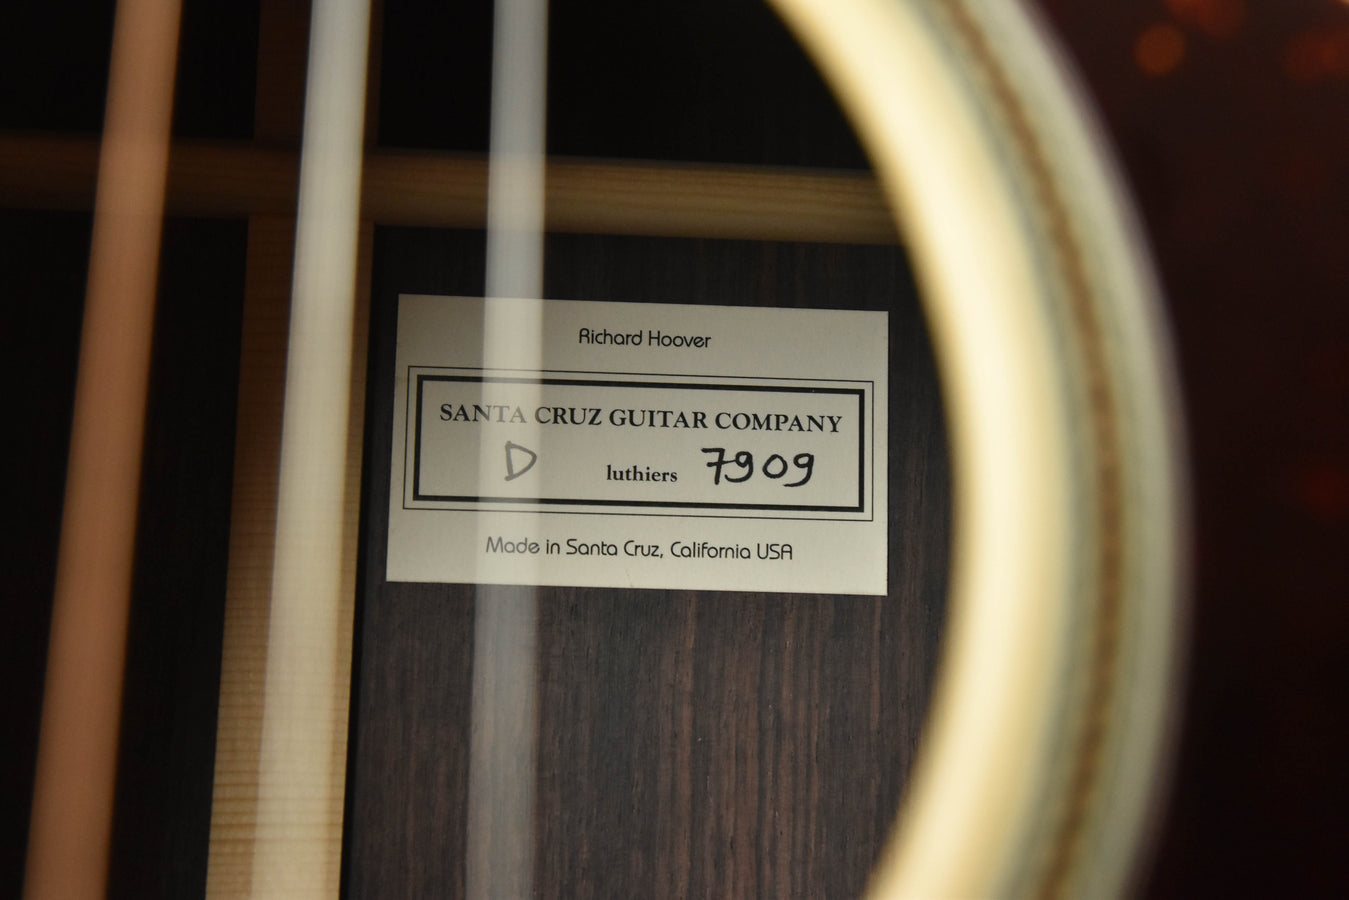 Richard Hoover
SANTA CRUZ GUITAR COMPANY
D luthiers 7909
Made in Santa Cruz, California USA